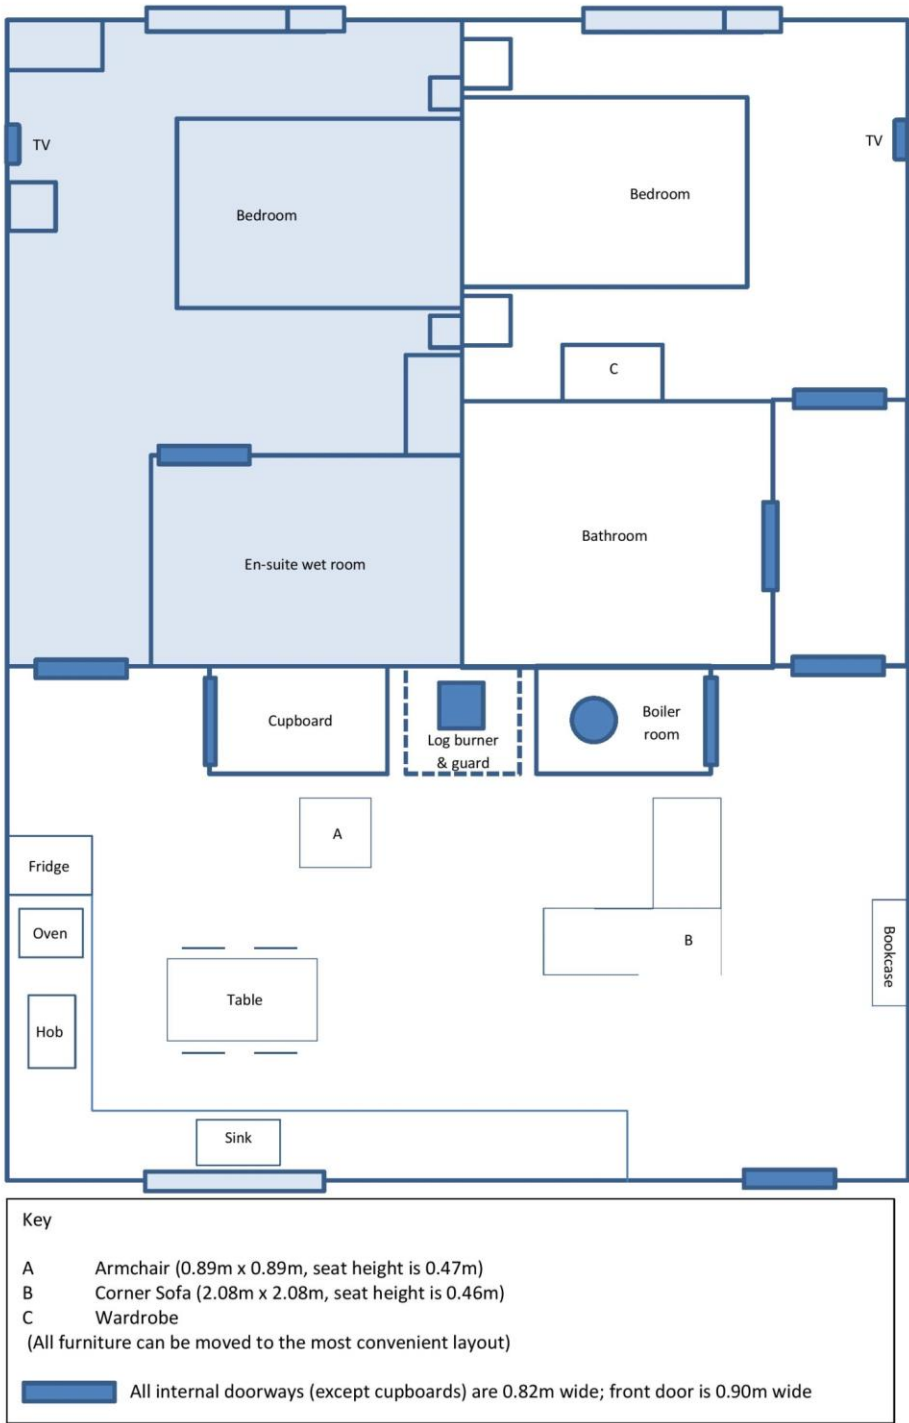 TV
TV
Bedroom
Bedroom
C
Bathroom
En-suite wet room
Cupboard
Log burner
& guard
Boiler
room
A
Fridge
Oven
B
Bookcase
Table
Hob
Sink
Key
A Armchair (0.89m x 0.89m, seat height is 0.47m)
B Corner Sofa (2.08m x 2.08m, seat height is 0.46m)
C Wardrobe
(All furniture can be moved to the most convenient layout)
All internal doorways (except cupboards) are 0.82m wide; front door is 0.90m wide